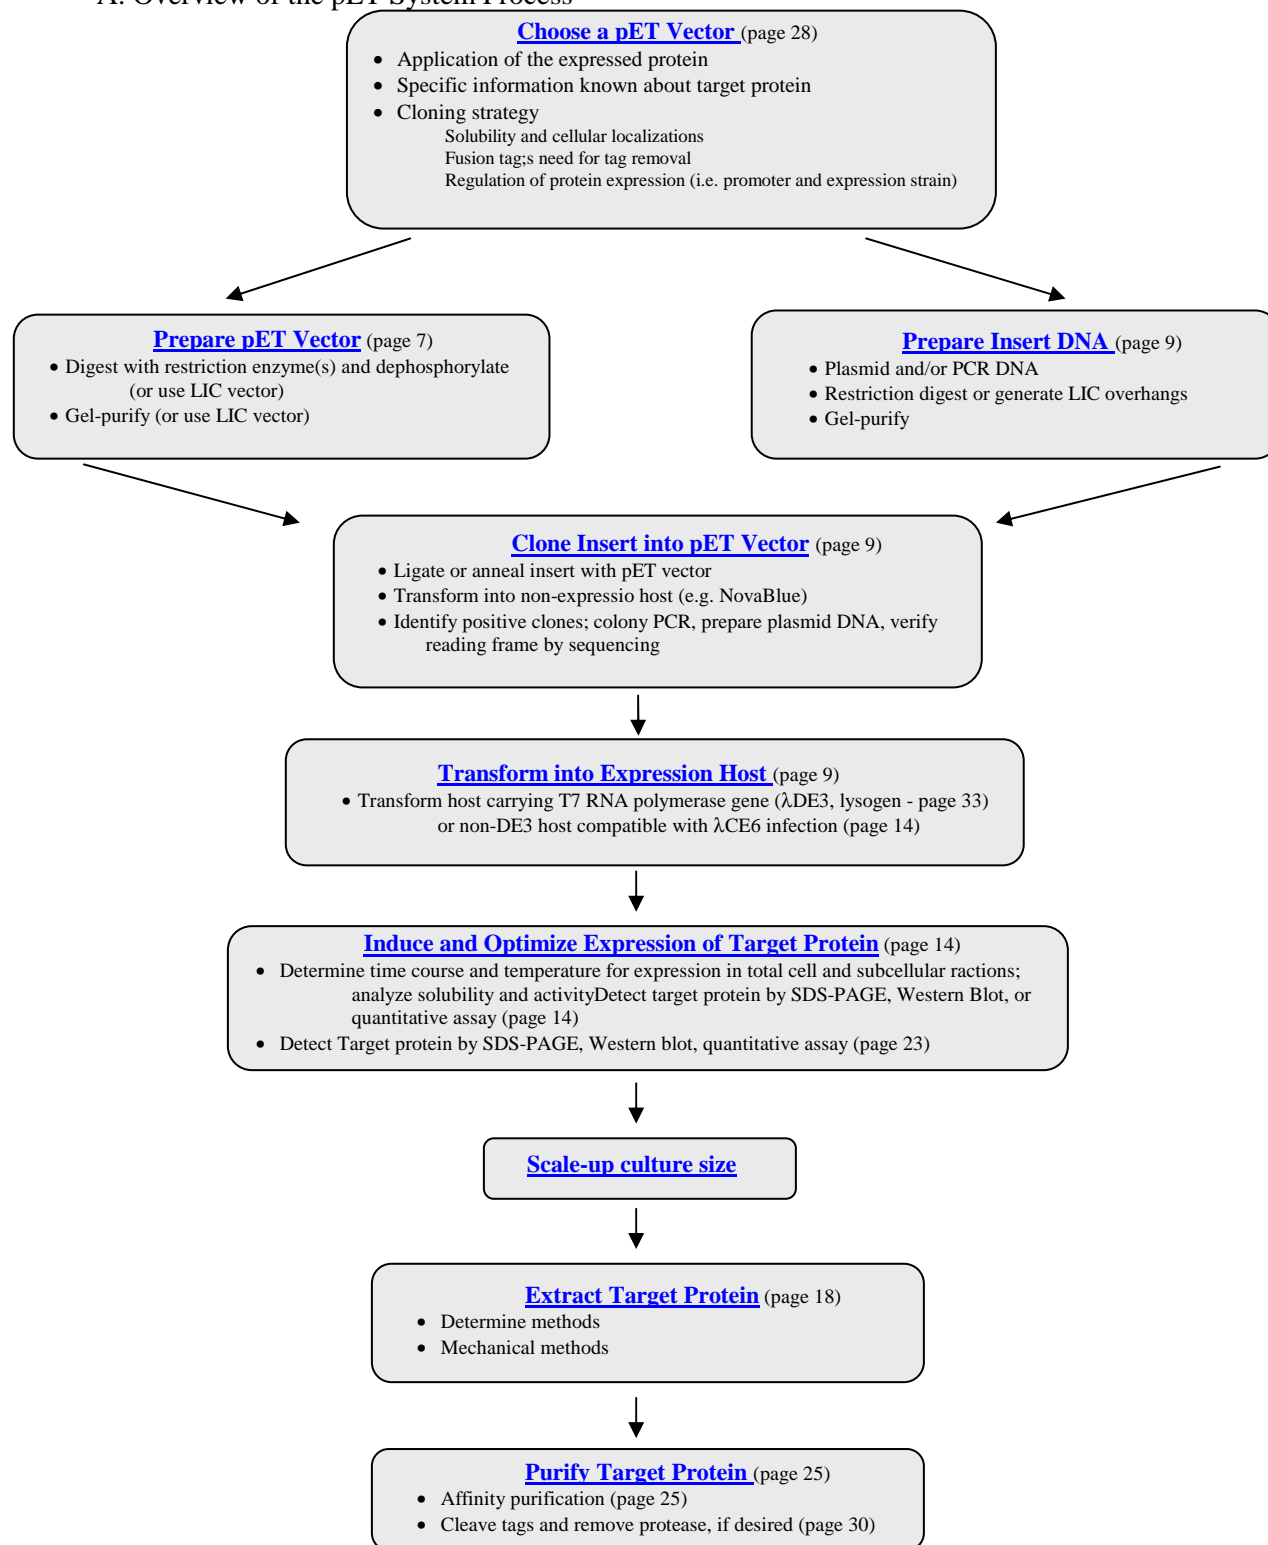 A. Overview of the pET System Process
Choose a pET Vector (page 28)
• Application of the expressed protein
• Specific information known about target protein
• Cloning strategy
Solubility and cellular localizations
Fusion tag;s need for tag removal
Regulation of protein expression (i.e. promoter and expression strain)
Prepare pET Vector (page 7)
• Digest with restriction enzyme(s) and dephosphorylate
(or use LIC vector)
• Gel-purify (or use LIC vector)
Prepare Insert DNA (page 9)
• Plasmid and/or PCR DNA
• Restriction digest or generate LIC overhangs
• Gel-purify
Clone Insert into pET Vector (page 9)
• Ligate or anneal insert with pET vector
• Transform into non-expressio host (e.g. NovaBlue)
• Identify positive clones; colony PCR, prepare plasmid DNA, verify
reading frame by sequencing
Transform into Expression Host (page 9)
• Transform host carrying T7 RNA polymerase gene (λDE3, lysogen - page 33)
or non-DE3 host compatible with λCE6 infection (page 14)
Induce and Optimize Expression of Target Protein (page 14)
• Determine time course and temperature for expression in total cell and subcellular ractions;
analyze solubility and activityDetect target protein by SDS-PAGE, Western Blot, or
quantitative assay (page 14)
• Detect Target protein by SDS-PAGE, Western blot, quantitative assay (page 23)
Scale-up culture size
Extract Target Protein (page 18)
• Determine methods
• Mechanical methods
Purify Target Protein (page 25)
• Affinity purification (page 25)
• Cleave tags and remove protease, if desired (page 30)